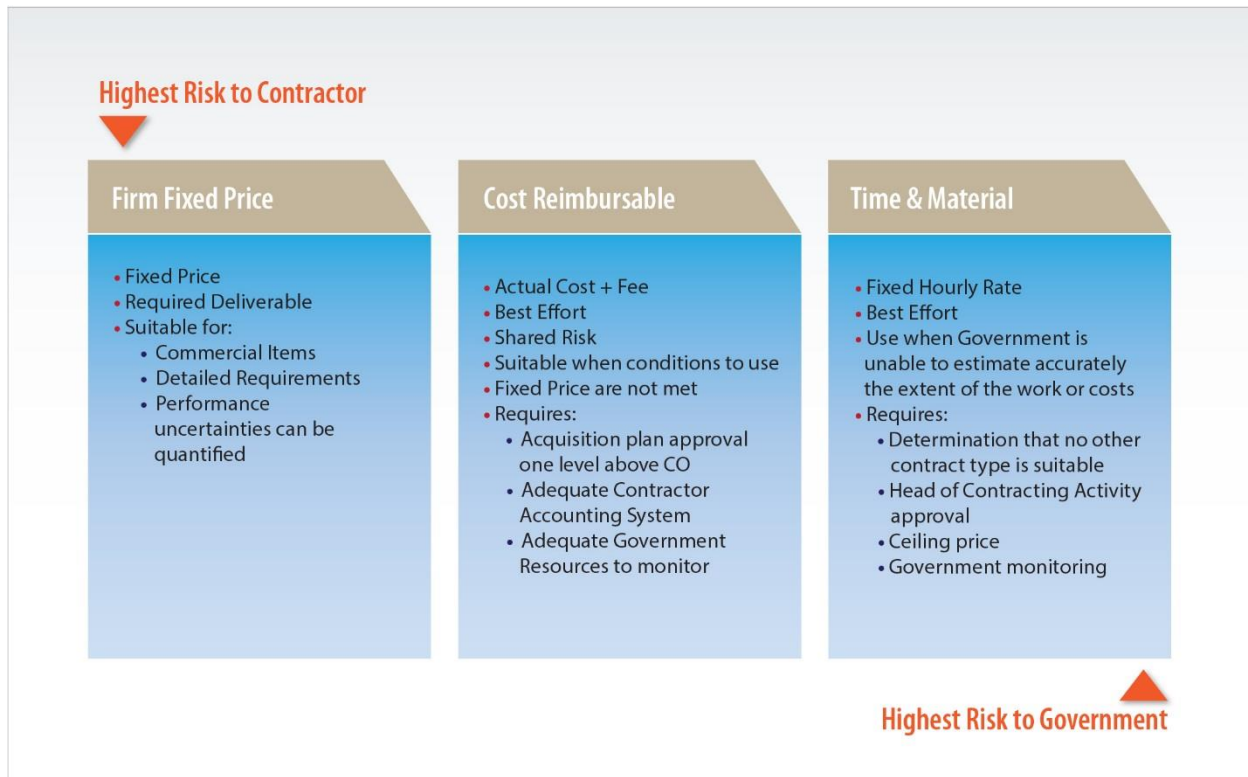 Highest Risk to Contractor
Firm Fixed Price
• Fixed Price
• Required Deliverable
• Suitable for:
• Commercial Items
• Detailed Requirements
• Performance
uncertainties can be
quantified
Cost Reimbursable
• Actual Cost + Fee
• Best Effort
• Shared Risk
• Suitable when conditions to use
• Fixed Price are not met
• Requires:
• Acquisition plan approval
one level above CO
• Adequate Contractor
Accounting System
• Adequate Government
Resources to monitor
Time & Material
• Fixed Hourly Rate
• Best Effort
• Use when Government is
unable to estimate accurately
the extent of the work or costs
• Requires:
• Determination that no other
contract type is suitable
• Head of Contracting Activity
approval
• Ceiling price
• Government monitoring
Highest Risk to Government